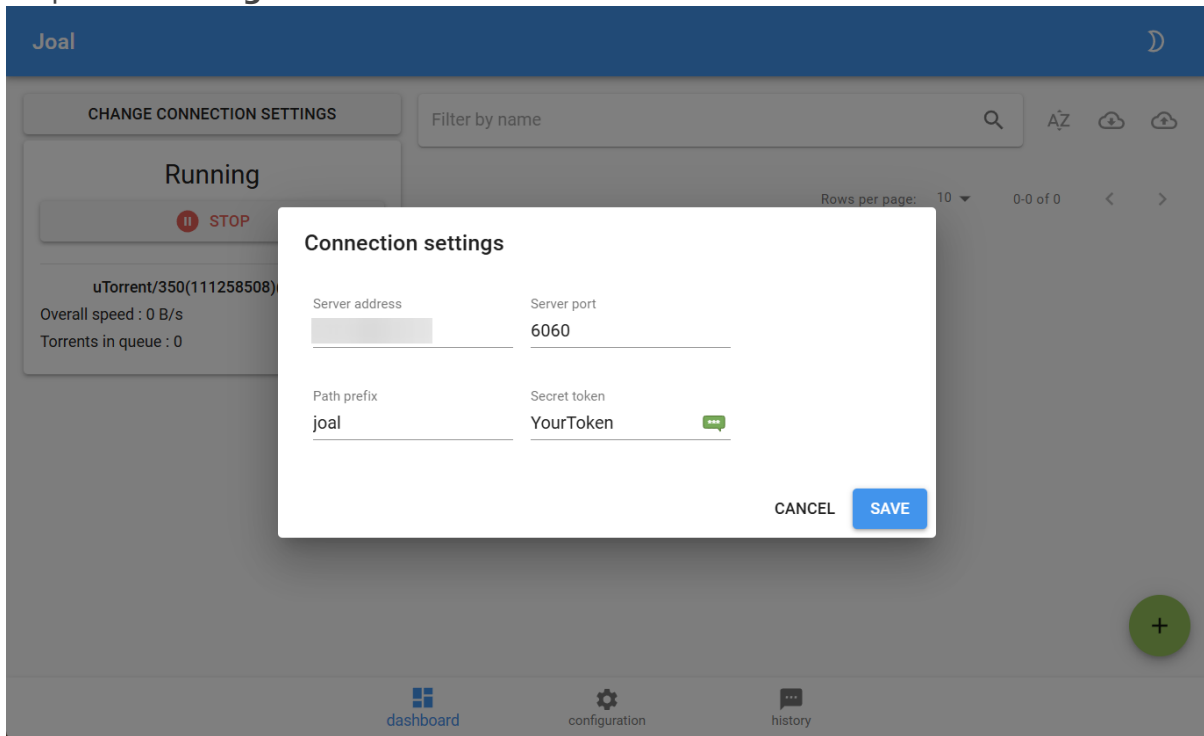 Joal
CHANGE CONNECTION SETTINGS
Filter by name
AZ
Running
STOP
Rows per page: 10 0-0 of 0
uTorrent/350(111258508)
Overall speed : 0 B/s
Torrents in queue : 0
Connection settings
Server address
Server port
6060
Path prefix
Secret token
joal
YourToken
CANCEL
SAVE
dashboard
configuration
history